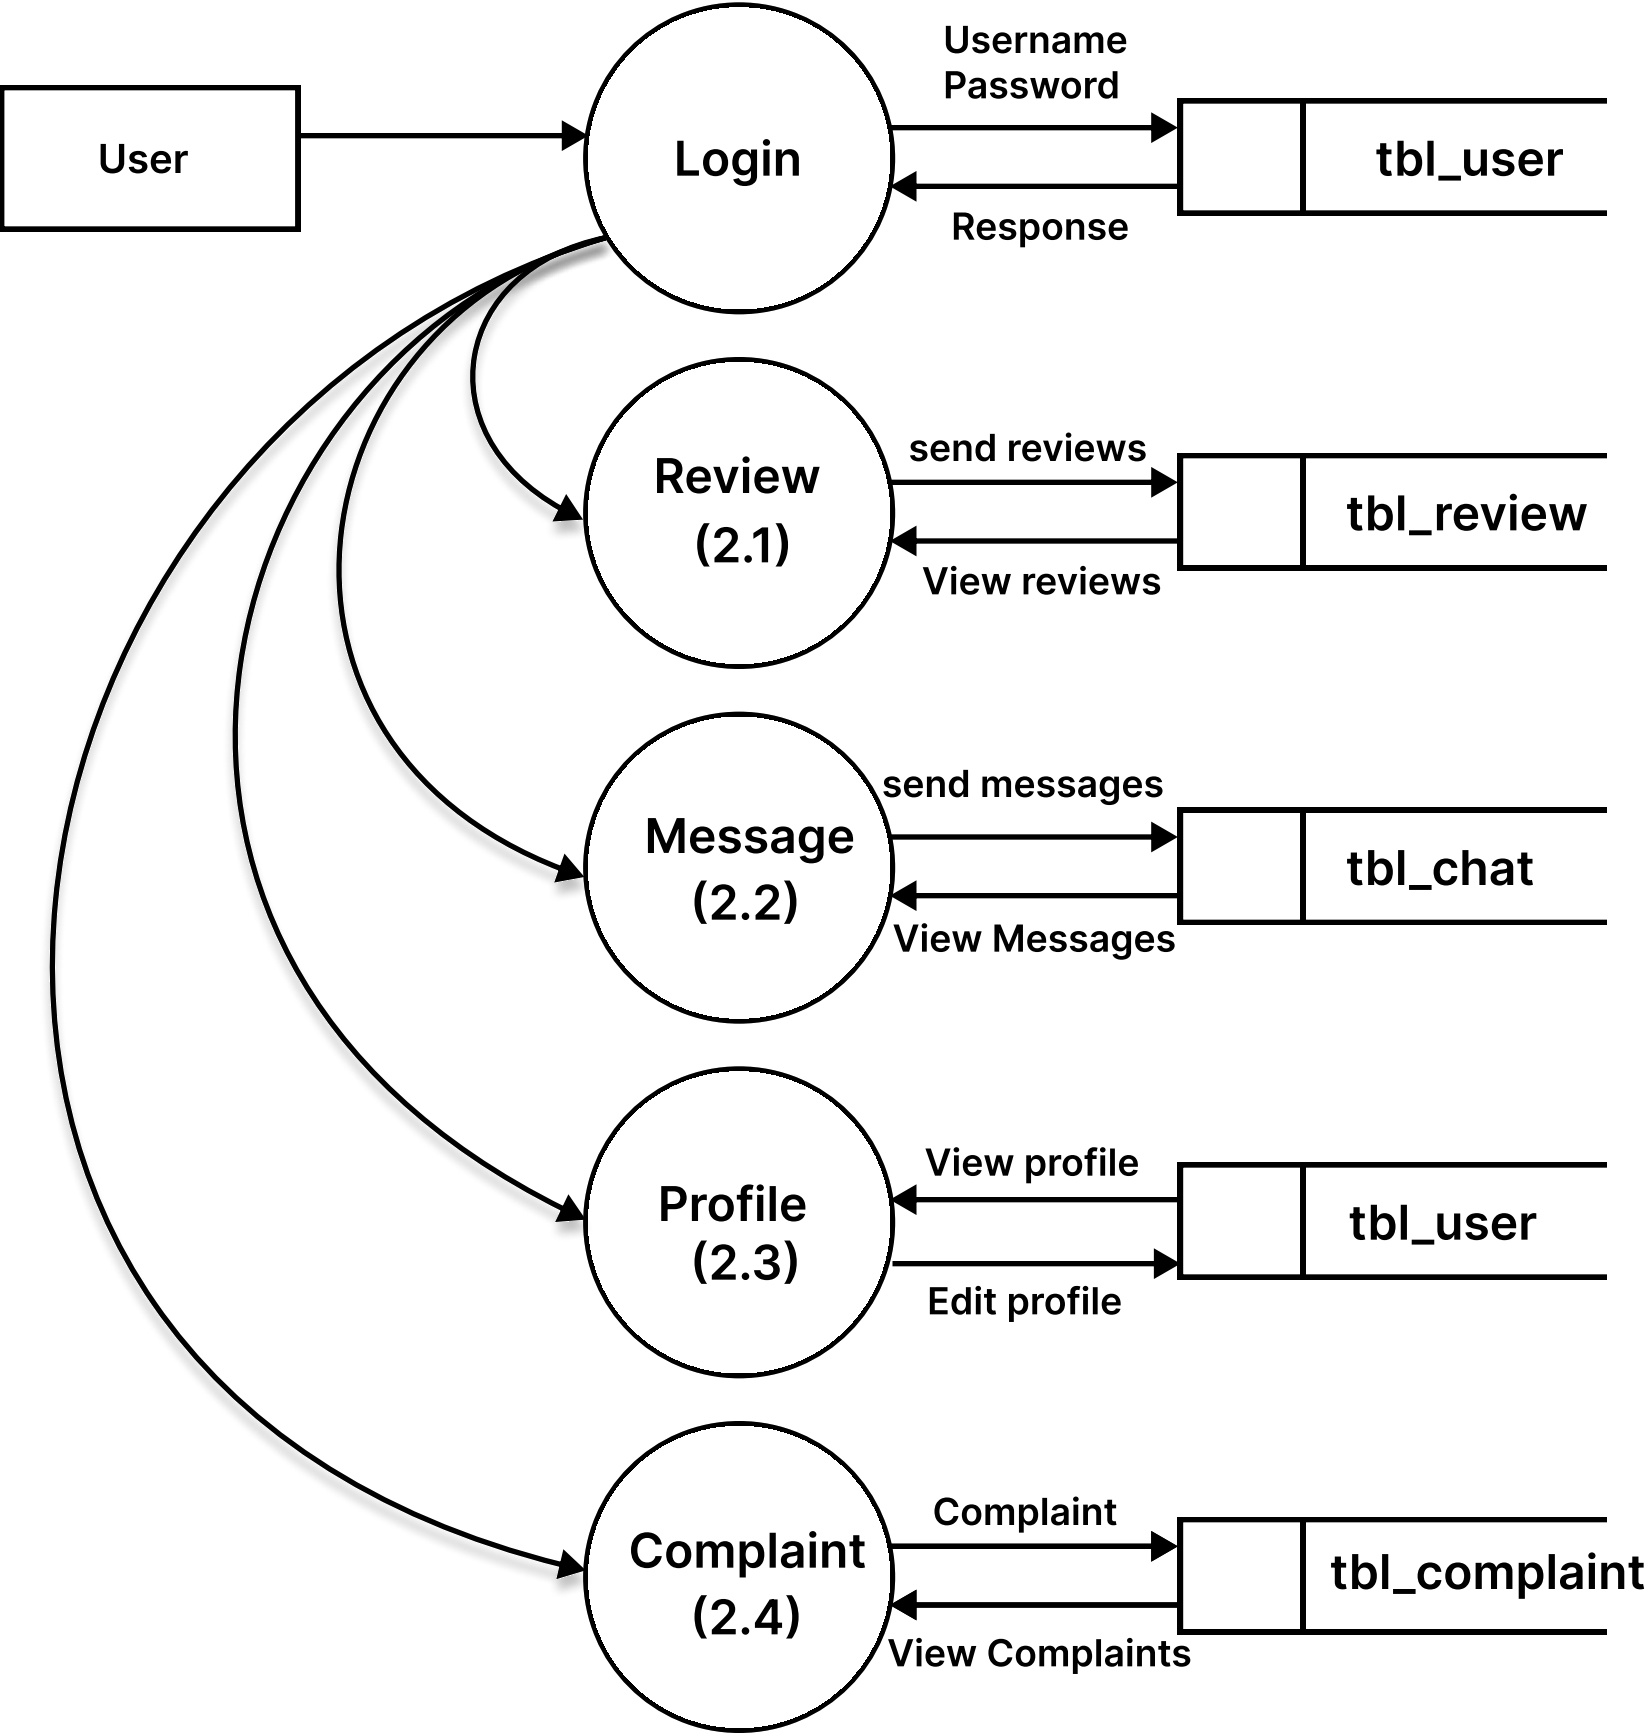 Username
Password
User
Login
tbl_user
Response
Review
(2.1)
send reviews
View reviews
tbl_review
Message
(2.2)
send messages
View Messages
tbl_chat
Profile
(2.3)
View profile
Edit profile
tbl_user
Complaint
(2.4)
Complaint
View Complaints
tbl_complaint